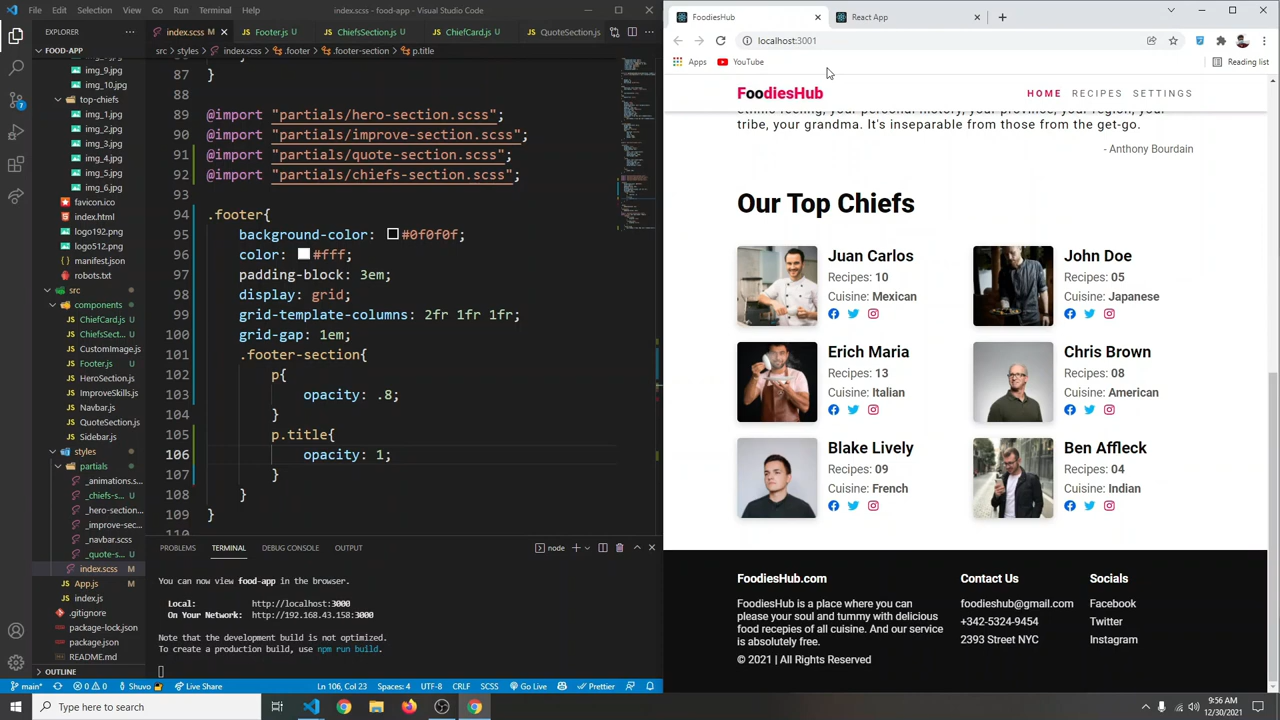 File Edit Selection View Go Run Terminal Help
index.scss - food-app - Visual Studio Code
EXPLORER
FOOD-APP
img_9.jpg
img_10.jpg
top-chiefs
img_1.jpg
img_2.jpg
img_3.jpg
img_4.jpg
img_5.jpg
img_6.jpg
favicon.ico
index.html
logo192.png
logo512.png
manifest.json
robots.txt
src
components
ChiefCard.js
ChiefsSect...
CustomImage.js
Footer.js
HeroSection.js
ImproveSkills.js
Navbar.js
QuoteSection.js
Sidebar.js
styles
partials
_animations.s...
_chiefs-s... M
_hero-section...
_improve-sec...
_navbar.scss
_quote-s... M
index.scss M
App.js M
index.js
.gitignore
package-lock.json
package.json
README.md
OUTLINE
index.scss M
Footer.js U
ChiefsSection.js U
ChiefCard.js U
QuoteSection.js
src > styles > index.scss > .footer > .footer-section > p.title
87 }
88
89 @import "partials/hero-section.scss";
90 @import "partials/improve-section.scss";
91 @import "partials/quote-section.scss";
92 @import "partials/chiefs-section.scss";
93
94 .footer{
95 background-color: #0f0f0f;
96 color: #fff;
97 padding-block: 3em;
98 display: grid;
99 grid-template-columns: 2fr 1fr 1fr;
100 grid-gap: 1em;
101 .footer-section{
102 p{
103 opacity: .8;
104 }
105 p.title{
106 opacity: 1;
107 }
108 }
109 }
PROBLEMS TERMINAL DEBUG CONSOLE OUTPUT
node
You can now view food-app in the browser.
Local: http://localhost:3000
On Your Network: http://192.168.43.158:3000
Note that the development build is not optimized.
To create a production build, use npm run build.
main* 0 0 Shuvo Live Share
Ln 106, Col 23 Spaces: 4 UTF-8 CRLF SCSS Go Live Prettier
FoodiesHub
React App
localhost:3001
Apps YouTube
Reading list
FoodiesHub
HOME RECIPES SETTINGS
tribe, your grandma. It's inseparable from those from the get-go.
- Anthony Bourdain
Our Top Chiefs
Juan Carlos
Recipes: 10
Cuisine: Mexican
John Doe
Recipes: 05
Cuisine: Japanese
Erich Maria
Recipes: 13
Cuisine: Italian
Chris Brown
Recipes: 08
Cuisine: American
Blake Lively
Recipes: 09
Cuisine: French
Ben Affleck
Recipes: 04
Cuisine: Indian
FoodiesHub.com
FoodiesHub is a place where you can
please your soul and tummy with delicious
food recepies of all cuisine. And our service
is absolutely free.
© 2021 | All Rights Reserved
Contact Us
foodieshub@gmail.com
+342-5324-9454
2393 Street NYC
Socials
Facebook
Twitter
Instagram
Type here to search
9:56 AM
12/30/2021